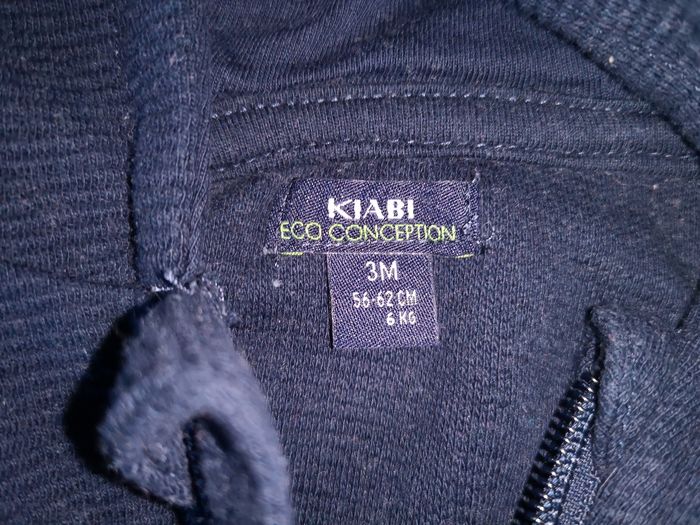 KIABI
ECO CONCEPTION
3M
56-62 CM
6 KG